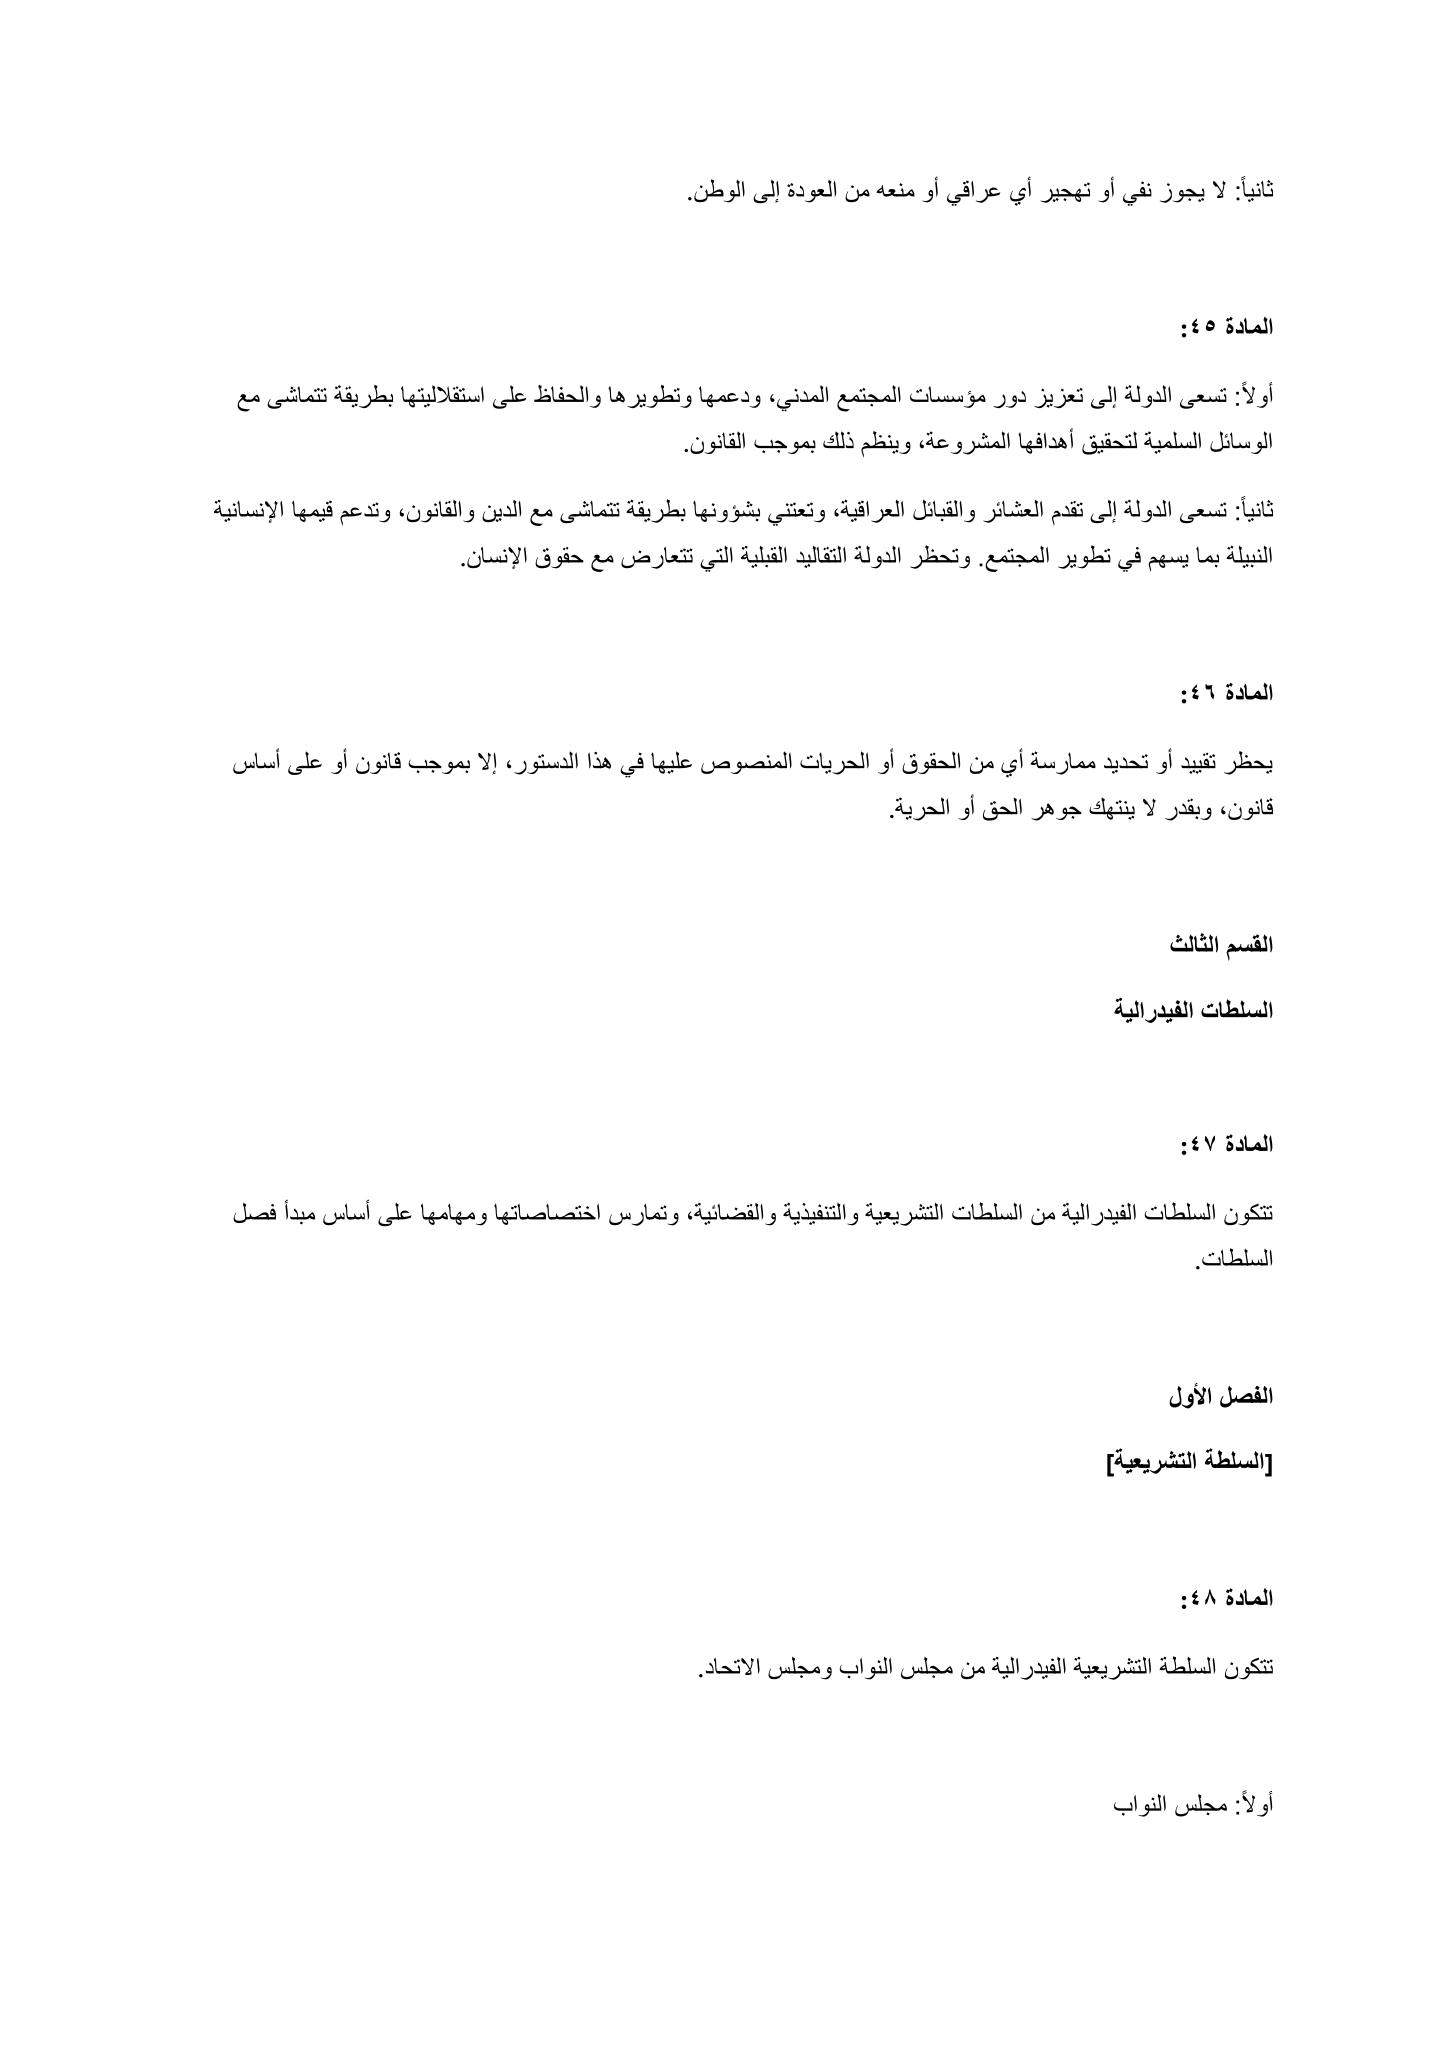 ثانياً: لا يجوز نفي أو تهجير أي عراقي أو منعه من العودة إلى الوطن.
المادة ٤٥:
أولاً: تسعى الدولة إلى تعزيز دور مؤسسات المجتمع المدني، ودعمها وتطويرها والحفاظ على استقلاليتها بطريقة تتماشى مع
الوسائل السلمية لتحقيق أهدافها المشروعة، وينظم ذلك بموجب القانون.
ثانياً: تسعى الدولة إلى تقدم العشائر والقبائل العراقية، وتعتني بشؤونها بطريقة تتماشى مع الدين والقانون، وتدعم قيمها الإنسانية
النبيلة بما يسهم في تطوير المجتمع. وتحظر الدولة التقاليد القبلية التي تتعارض مع حقوق الإنسان.
المادة ٤٦:
يحظر تقييد أو تحديد ممارسة أي من الحقوق أو الحريات المنصوص عليها في هذا الدستور، إلا بموجب قانون أو على أساس
قانون، وبقدر لا ينتهك جوهر الحق أو الحرية.
القسم الثالث
السلطات الفيدرالية
المادة ٤٧:
تتكون السلطات الفيدرالية من السلطات التشريعية والتنفيذية والقضائية، وتمارس اختصاصاتها ومهامها على أساس مبدأ فصل
السلطات.
الفصل الأول
[السلطة التشريعية]
المادة ٤٨:
تتكون السلطة التشريعية الفيدرالية من مجلس النواب ومجلس الاتحاد.
أولاً: مجلس النواب